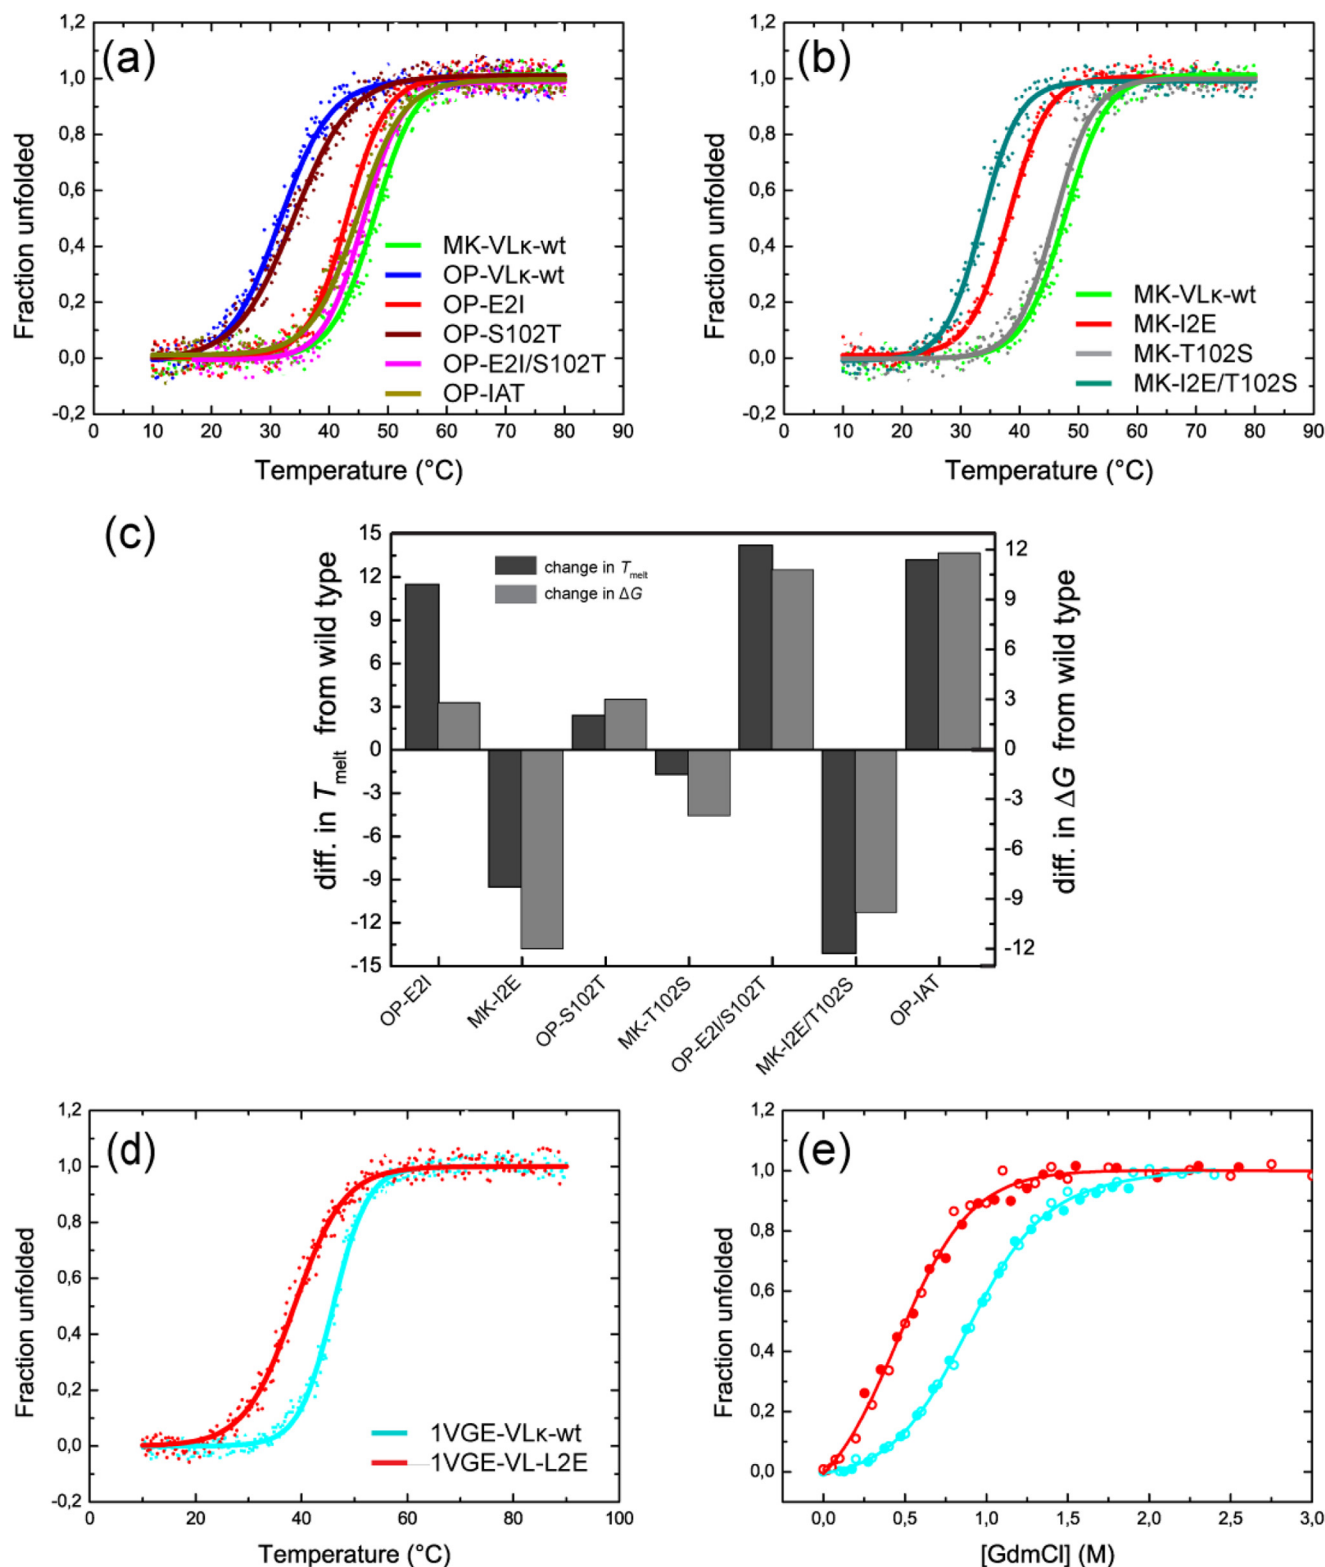 (a)
1,2
1,0
0,8
0,6
0,4
0,2
0,0
-0,2
Fraction unfolded
MK-VLκ-wt
OP-VLκ-wt
OP-E2I
OP-S102T
OP-E2I/S102T
OP-IAT
0 10 20 30 40 50 60 70 80 90
Temperature (°C)
(b)
1,2
1,0
0,8
0,6
0,4
0,2
0,0
-0,2
Fraction unfolded
MK-VLκ-wt
MK-I2E
MK-T102S
MK-I2E/T102S
0 10 20 30 40 50 60 70 80 90
Temperature (°C)
(c)
diff. in Tmelt from wild type
15
12
9
6
3
0
-3
-6
-9
-12
-15
change in Tmelt
change in ΔG
12
9
6
3
0
-3
-6
-9
-12
diff. in ΔG from wild type
OP-E2I
MK-I2E
OP-S102T
MK-T102S
OP-E2I/S102T
MK-I2E/T102S
OP-IAT
(d)
1,2
1,0
0,8
0,6
0,4
0,2
0,0
-0,2
Fraction unfolded
1VGE-VLκ-wt
1VGE-VL-L2E
0 20 40 60 80 100
Temperature (°C)
(e)
1,2
1,0
0,8
0,6
0,4
0,2
0,0
Fraction unfolded
0,0 0,5 1,0 1,5 2,0 2,5 3,0
[GdmCl] (M)